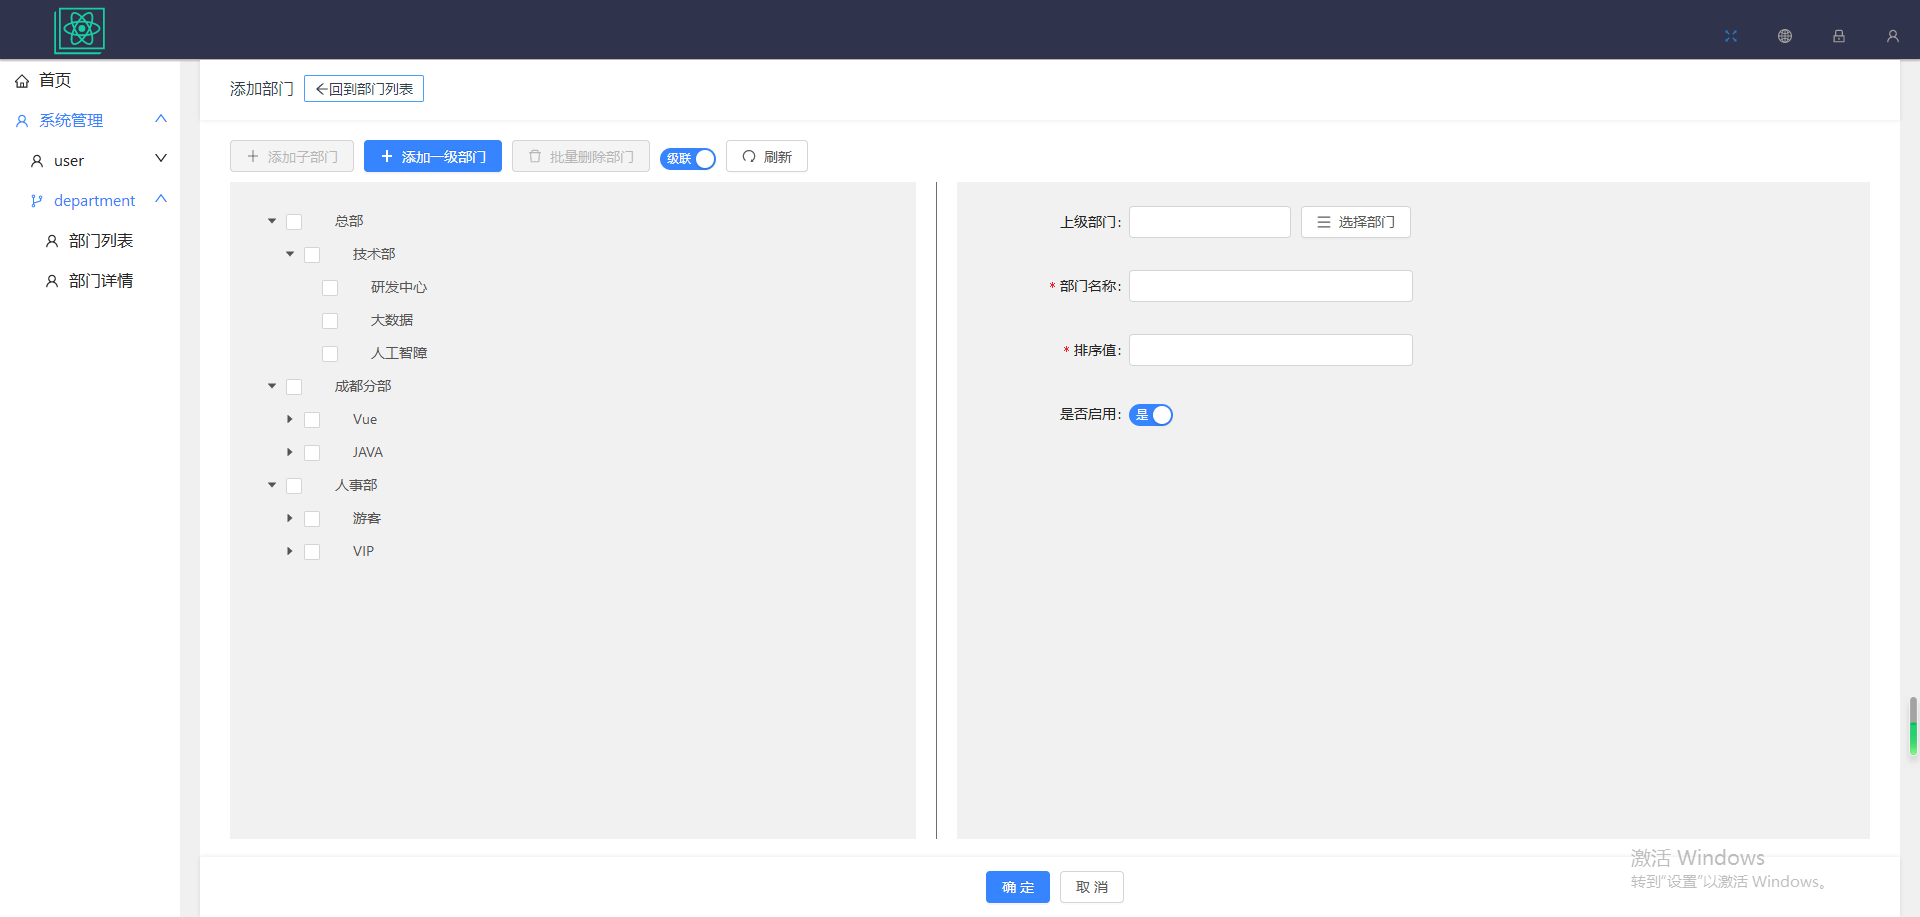 首页
系统管理
user
department
部门列表
部门详情
添加部门 回到部门列表
添加子部门 添加一级部门 批量删除部门 级联 刷新
总部
技术部
研发中心
大数据
人工智障
成都分部
Vue
JAVA
人事部
游客
VIP
上级部门: 选择部门
* 部门名称:
* 排序值:
是否启用: 是
确 定 取 消
激活 Windows
转到"设置"以激活 Windows。